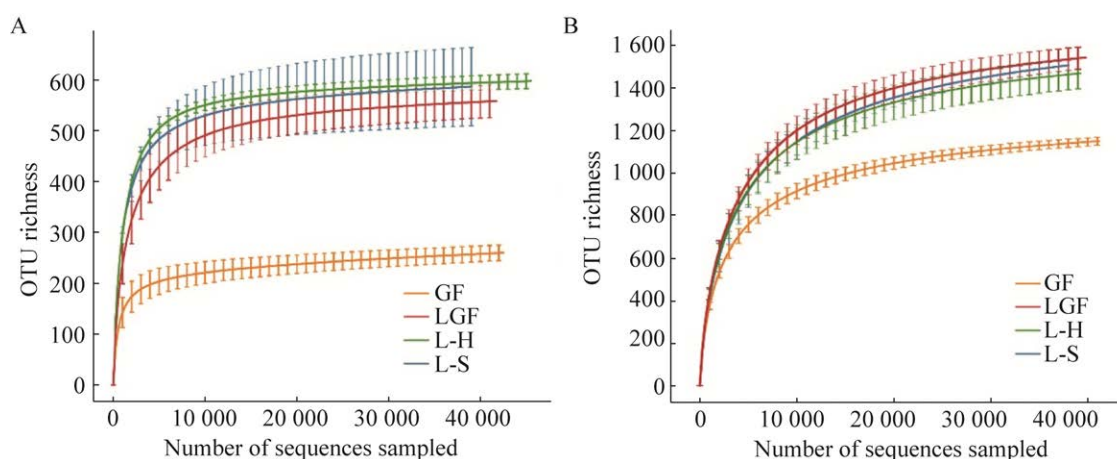 A
OTU richness
600
500
400
300
200
100
0
GF
LGF
L-H
L-S
0 10 000 20 000 30 000 40 000
Number of sequences sampled
B
OTU richness
1 600
1 400
1 200
1 000
800
600
400
200
0
GF
LGF
L-H
L-S
0 10 000 20 000 30 000 40 000
Number of sequences sampled